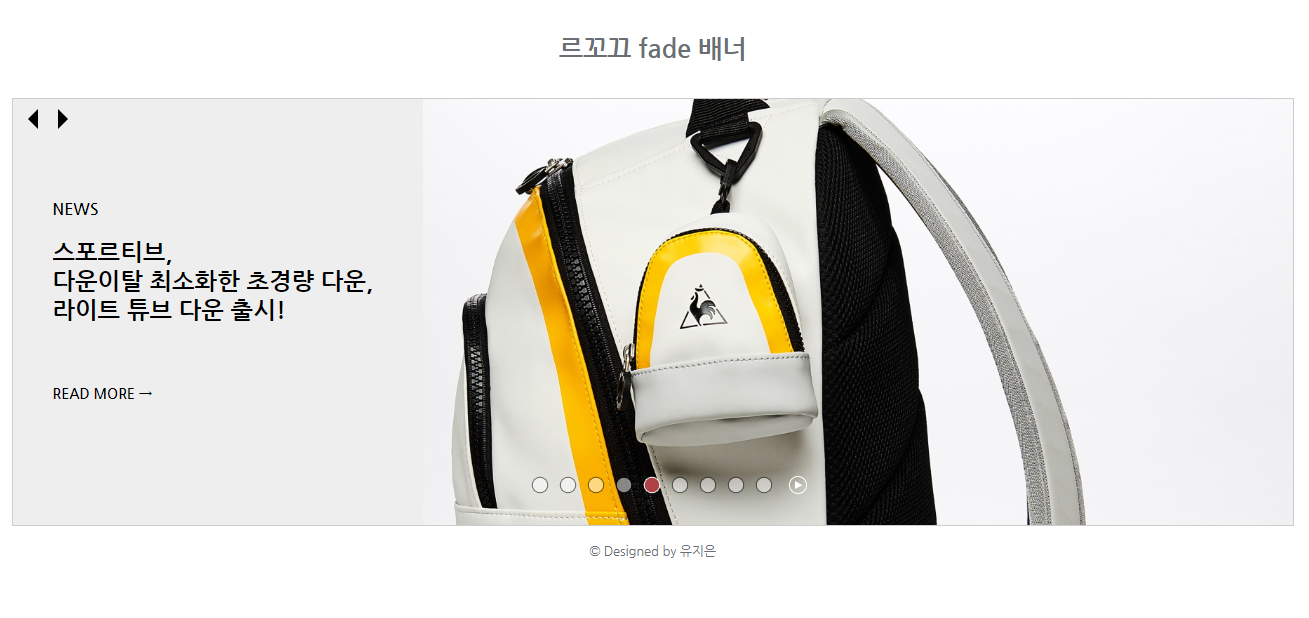 르꼬끄 fade 배너
NEWS
스포르티브,
다운이탈 최소화한 초경량 다운,
라이트 튜브 다운 출시!
READ MORE →
© Designed by 유지은